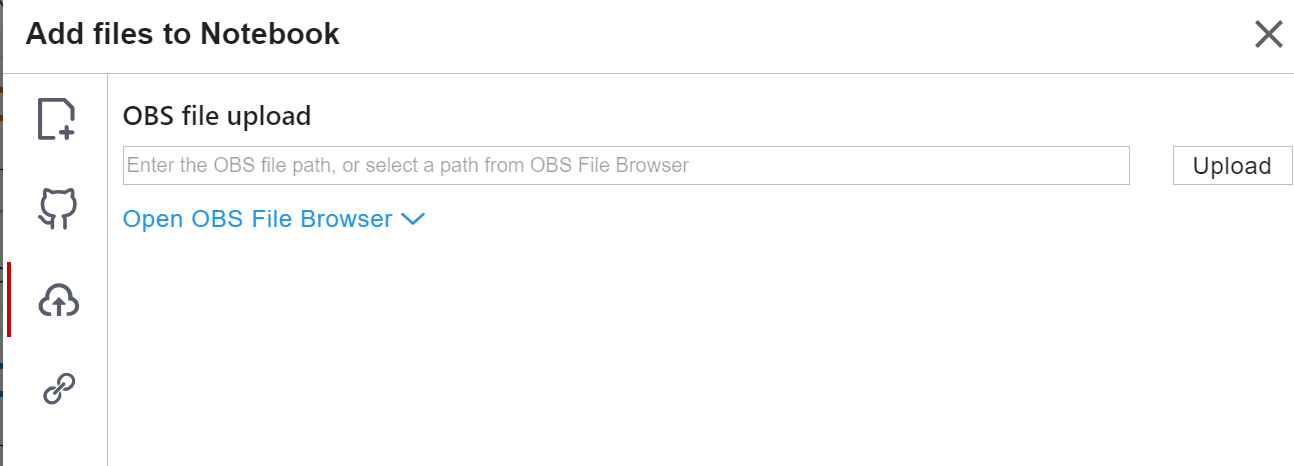 Add files to Notebook
OBS file upload
Enter the OBS file path, or select a path from OBS File Browser
Upload
Open OBS File Browser